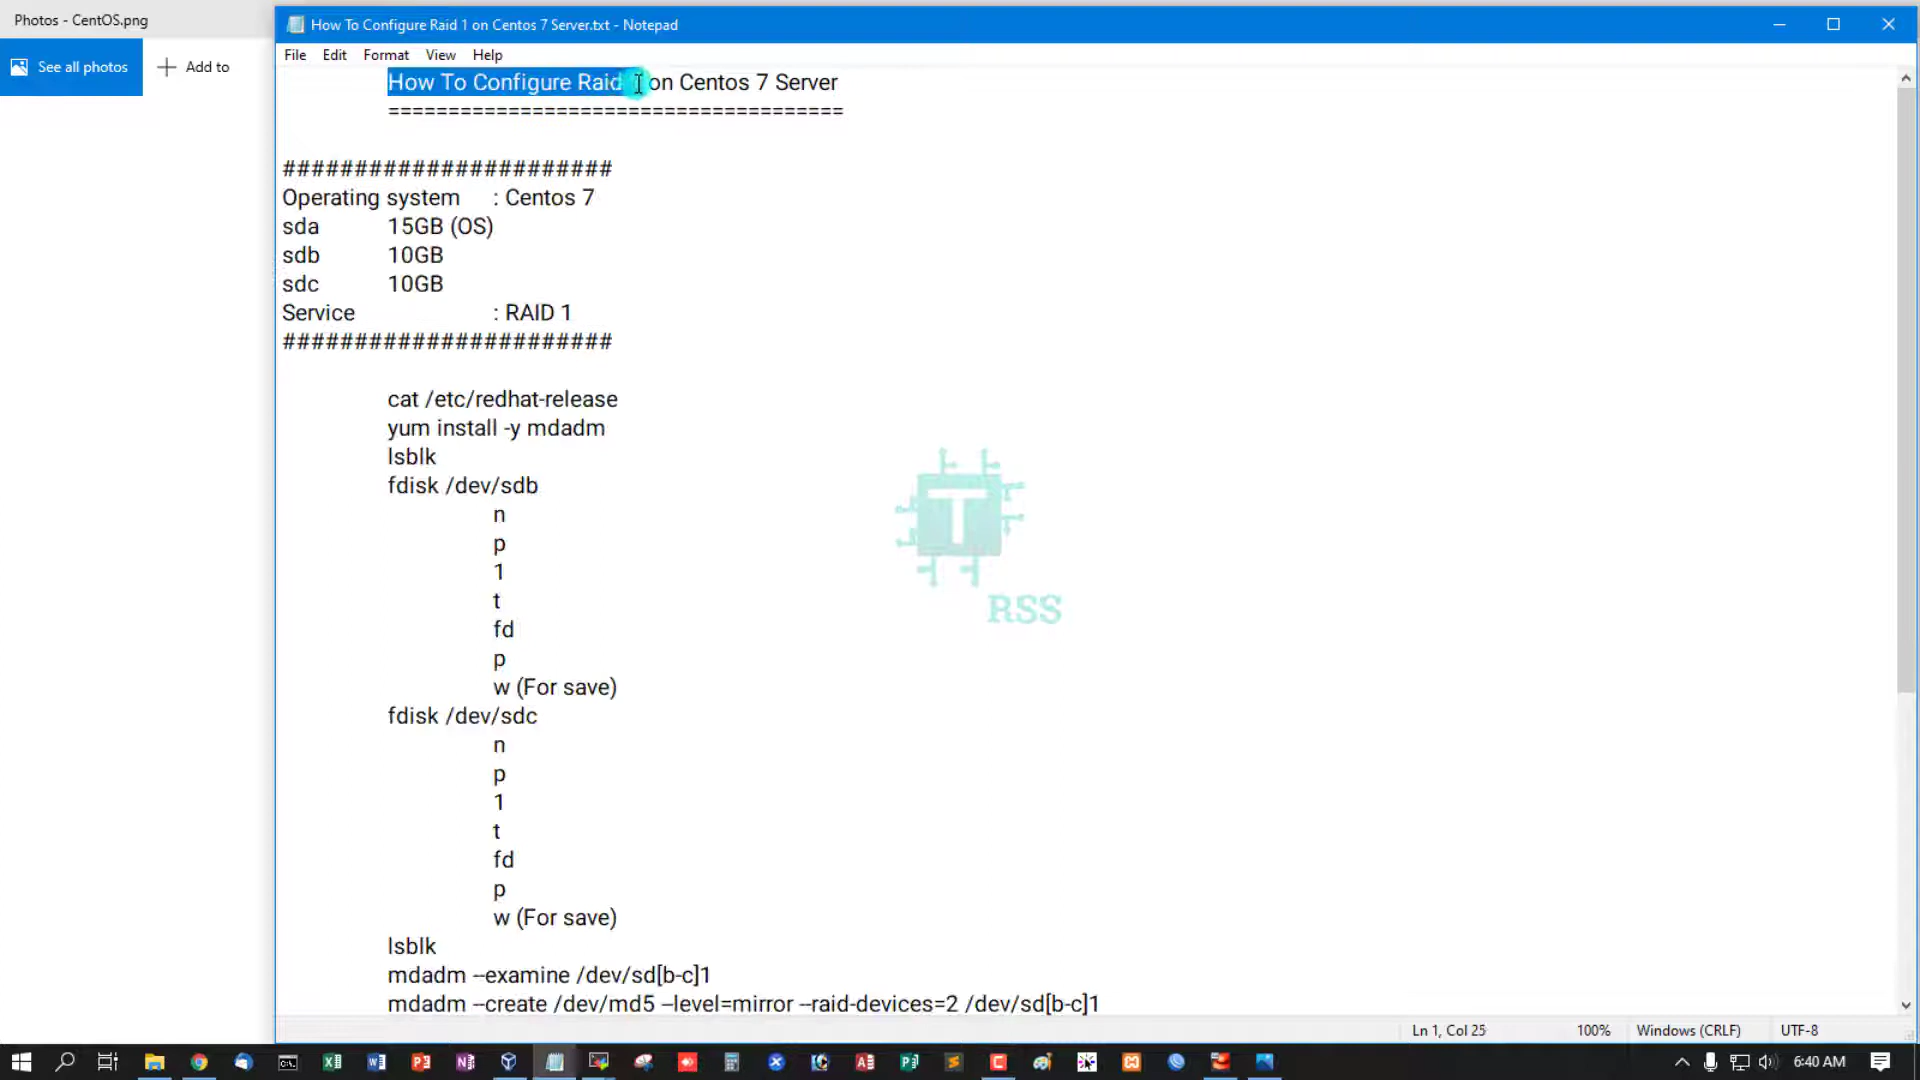 Photos - CentOS.png
How To Configure Raid 1 on Centos 7 Server.txt - Notepad
See all photos
Add to
File Edit Format View Help
How To Configure Raid 1 on Centos 7 Server
======================================
#######################
Operating system : Centos 7
sda 15GB (OS)
sdb 10GB
sdc 10GB
Service : RAID 1
#######################
cat /etc/redhat-release
yum install -y mdadm
lsblk
fdisk /dev/sdb
n
p
1
t
fd
p
w (For save)
fdisk /dev/sdc
n
p
1
t
fd
p
w (For save)
lsblk
mdadm --examine /dev/sd[b-c]1
mdadm --create /dev/md5 --level=mirror --raid-devices=2 /dev/sd[b-c]1
T
RSS
Ln 1, Col 25 100% Windows (CRLF) UTF-8
6:40 AM